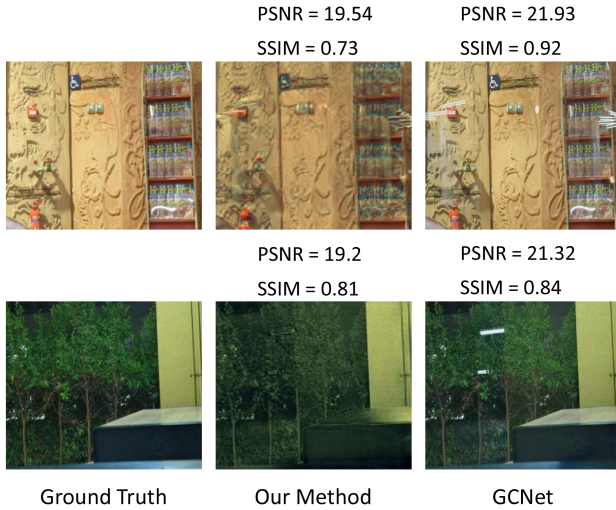 PSNR = 19.54 PSNR = 21.93
SSIM = 0.73 SSIM = 0.92
PSNR = 19.2 PSNR = 21.32
SSIM = 0.81 SSIM = 0.84
Ground Truth Our Method GCNet